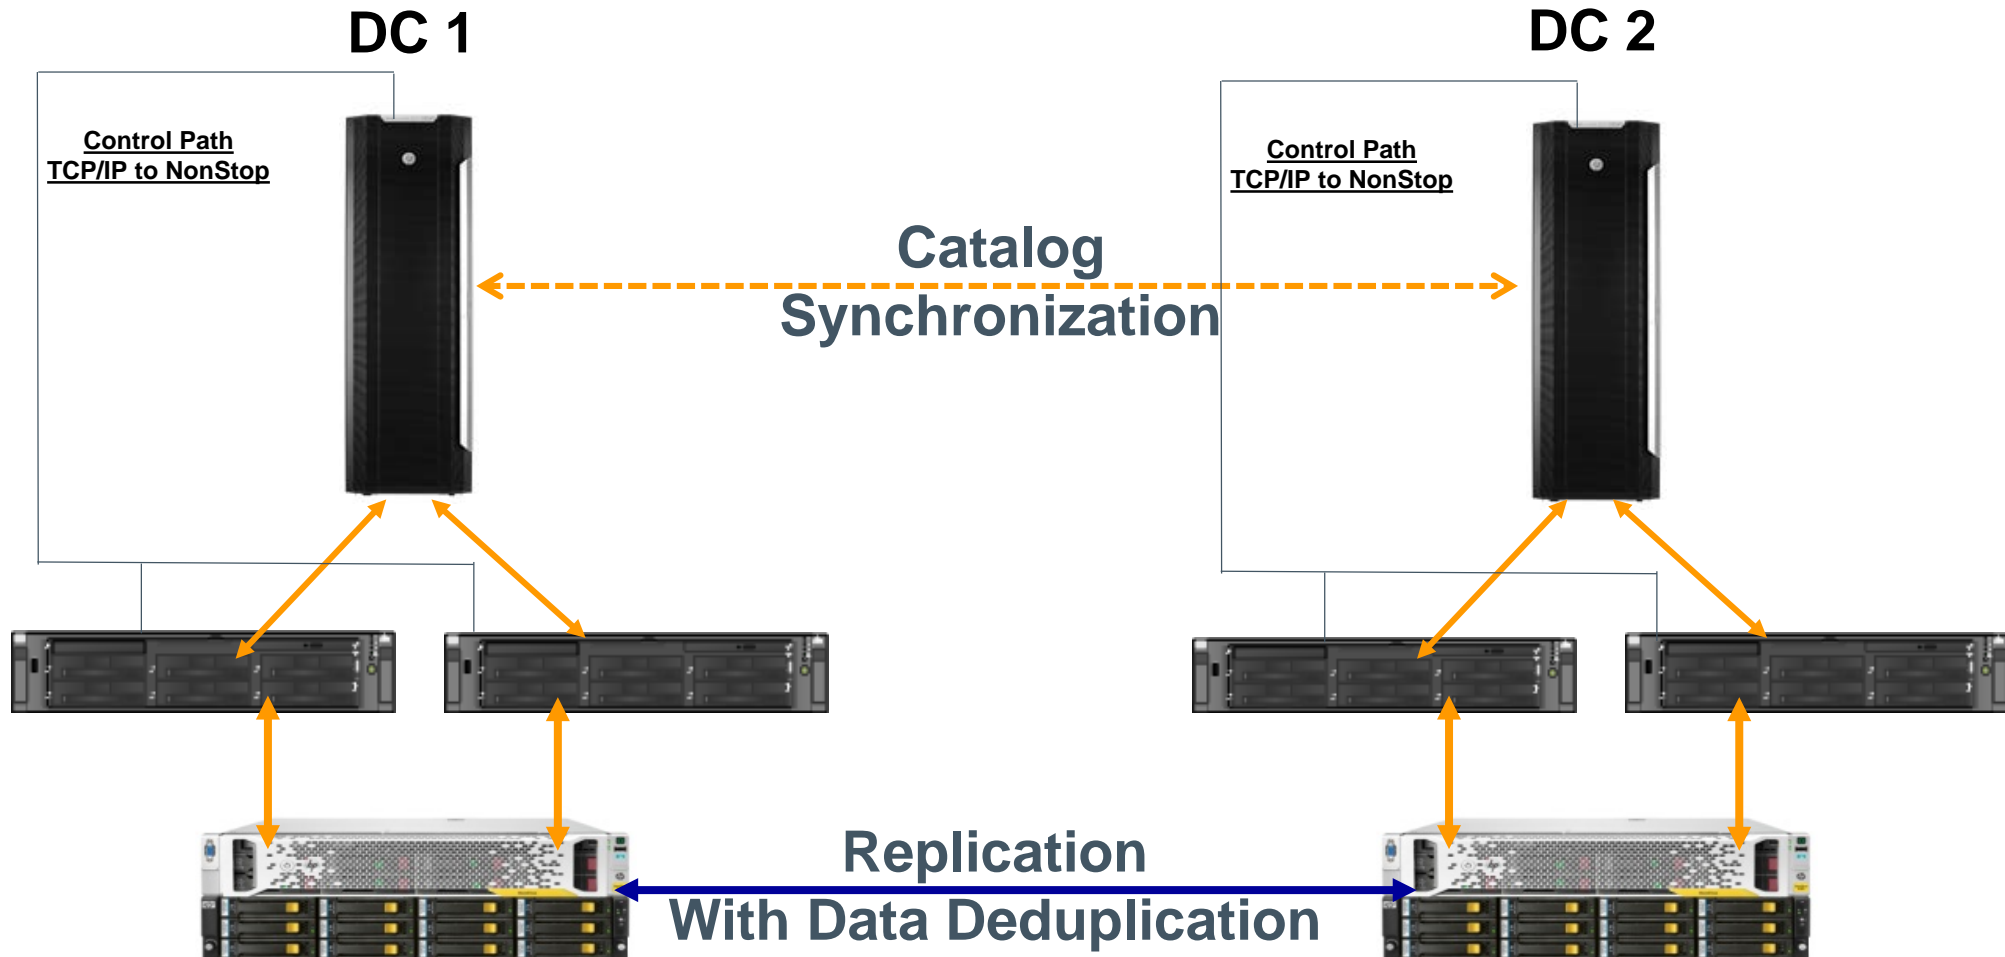 DC 1
DC 2
Control Path
TCP/IP to NonStop
Control Path
TCP/IP to NonStop
Catalog
Synchronization
Replication
With Data Deduplication